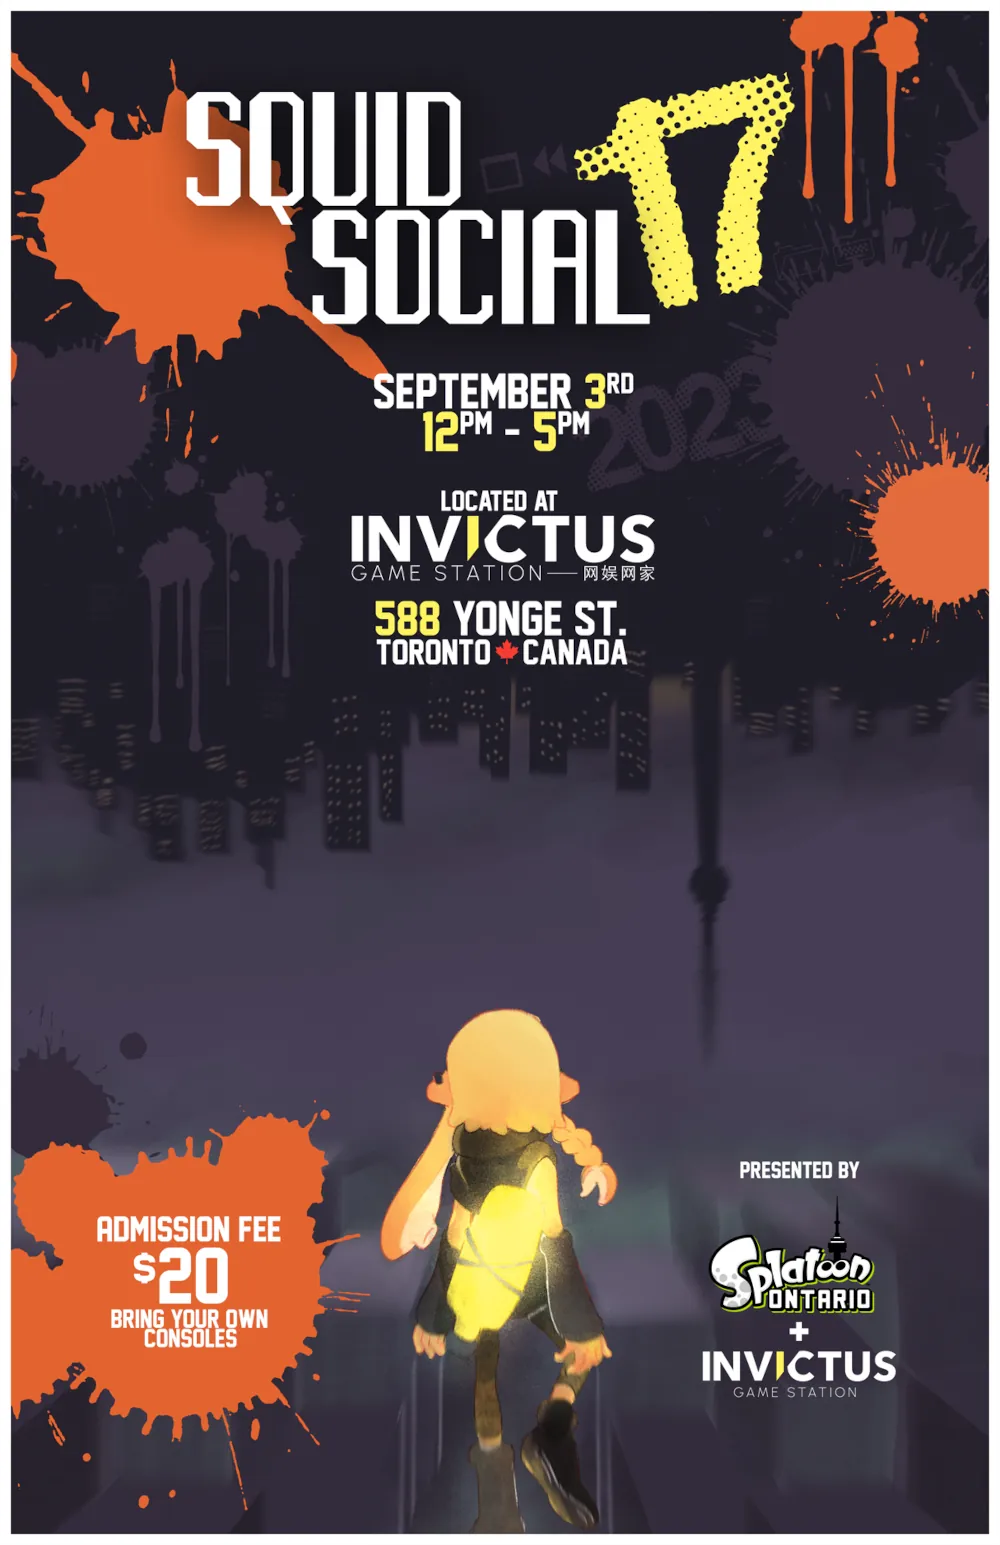 SQUID
SOCIAL
17
SEPTEMBER 3RD
12PM - 5PM
2023
LOCATED AT
INVICTUS
GAME STATION — 网娱网家
588 YONGE ST.
TORONTO CANADA
ADMISSION FEE
$20
BRING YOUR OWN
CONSOLES
PRESENTED BY
Splatoon
ONTARIO
+
INVICTUS
GAME STATION